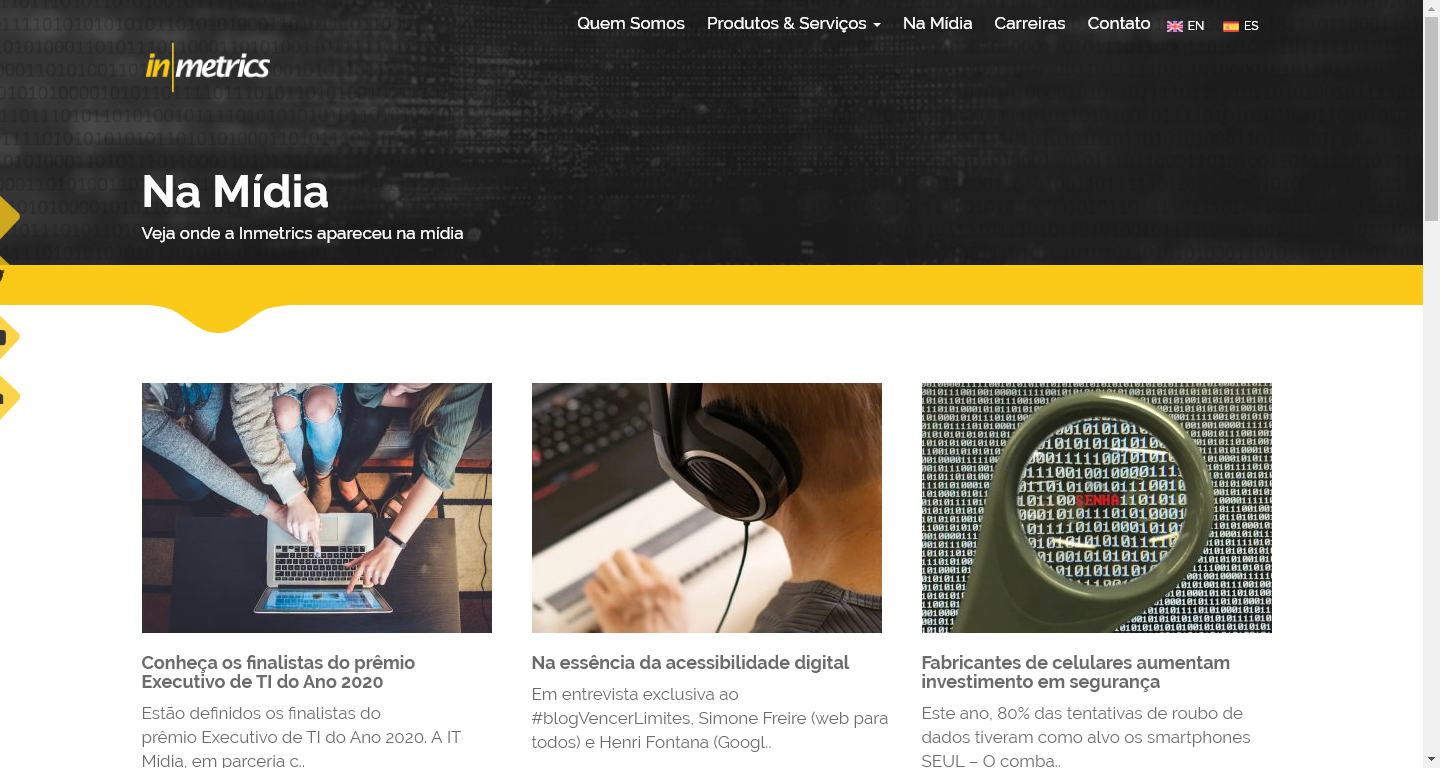 Quem Somos Produtos & Serviços Na Mídia Carreiras Contato EN ES
in|metrics
Na Mídia
Veja onde a Inmetrics apareceu na mídia
SENHA
Conheça os finalistas do prêmio
Executivo de TI do Ano 2020
Estão definidos os finalistas do
prêmio Executivo de TI do Ano 2020. A IT
Mídia, em parceria c..
Na essência da acessibilidade digital
Em entrevista exclusiva ao
#blogVencerLimites, Simone Freire (web para
todos) e Henri Fontana (Googl..
Fabricantes de celulares aumentam
investimento em segurança
Este ano, 80% das tentativas de roubo de
dados tiveram como alvo os smartphones
SEUL – O comba..